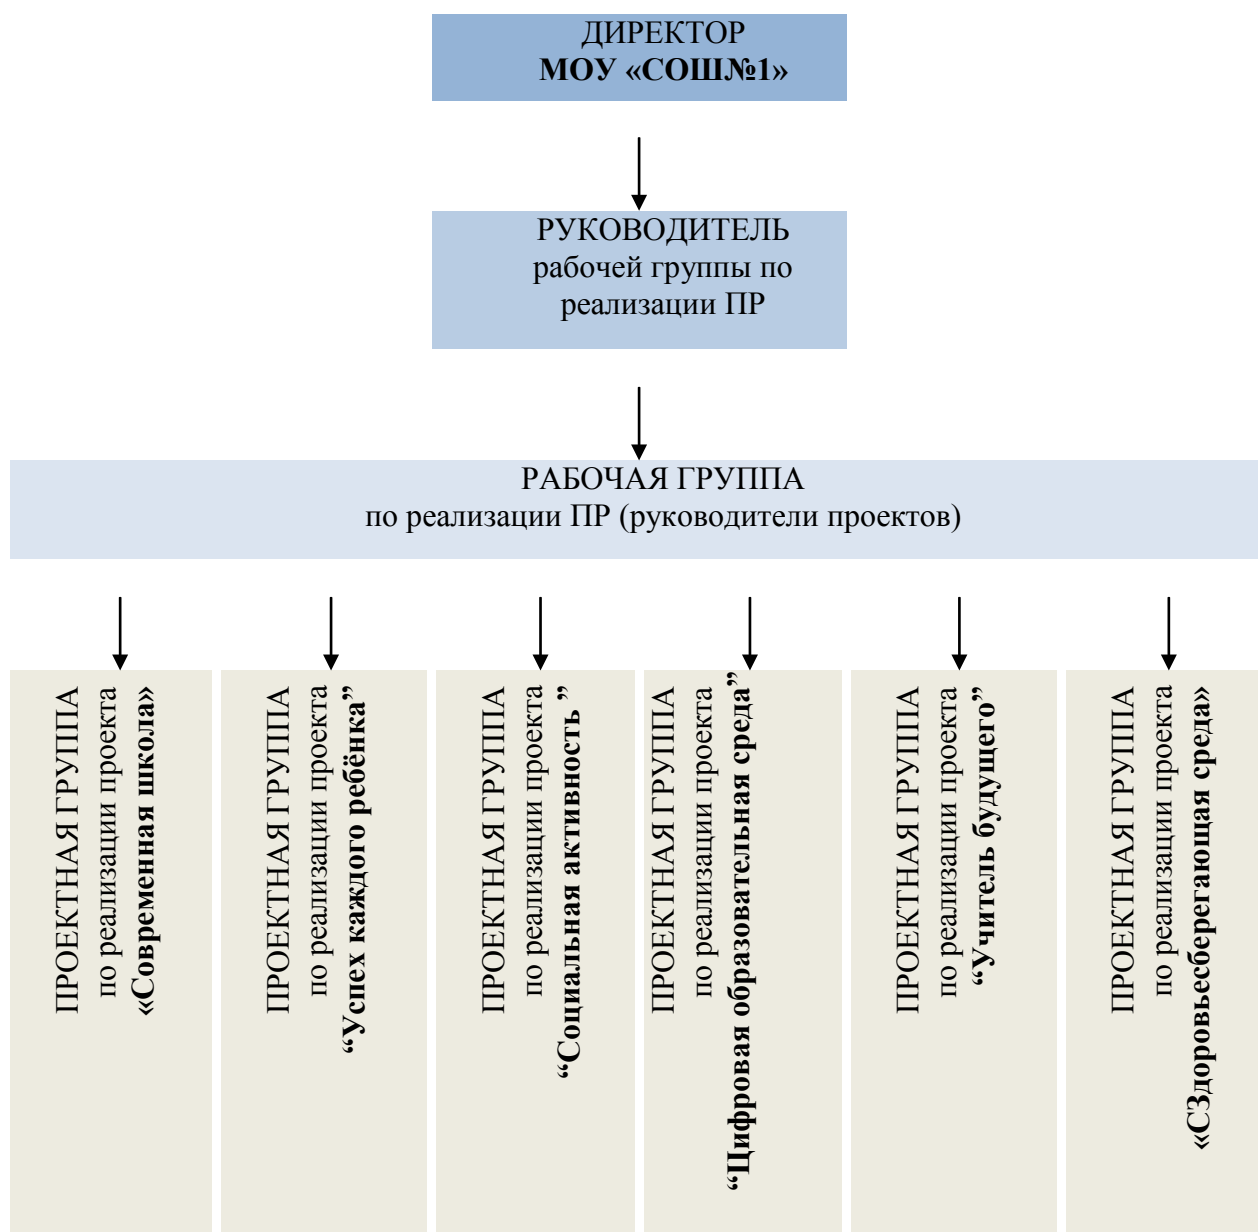 ДИРЕКТОР
МОУ «СОШ№1»
РУКОВОДИТЕЛЬ
рабочей группы по
реализации ПР
РАБОЧАЯ ГРУППА
по реализации ПР (руководители проектов)
ПРОЕКТНАЯ ГРУППА
по реализации проекта
«Современная школа»
ПРОЕКТНАЯ ГРУППА
по реализации проекта
“Успех каждого ребёнка”
ПРОЕКТНАЯ ГРУППА
по реализации проекта
“Социальная активность ”
ПРОЕКТНАЯ ГРУППА
по реализации проекта
“Цифровая образовательная среда”
ПРОЕКТНАЯ ГРУППА
по реализации проекта
“Учитель будущего”
ПРОЕКТНАЯ ГРУППА
по реализации проекта
«СЗдоровьесберегающая среда»